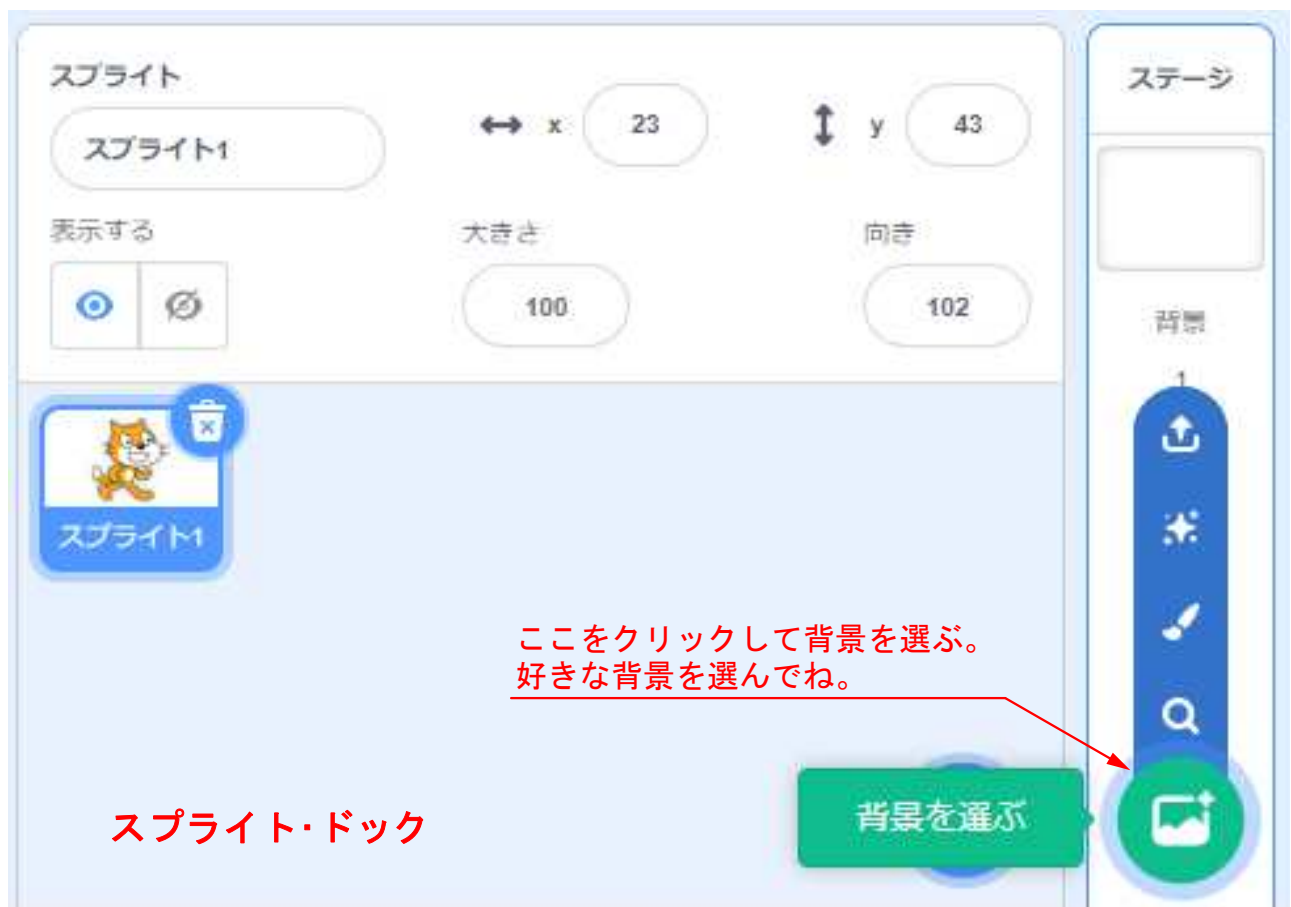 スプライト
ステージ
スプライト1
x
23
y
43
表示する
大きさ
向き
100
102
背景
1
スプライト1
ここをクリックして背景を選ぶ。
好きな背景を選んでね。
背景を選ぶ
スプライト・ドック